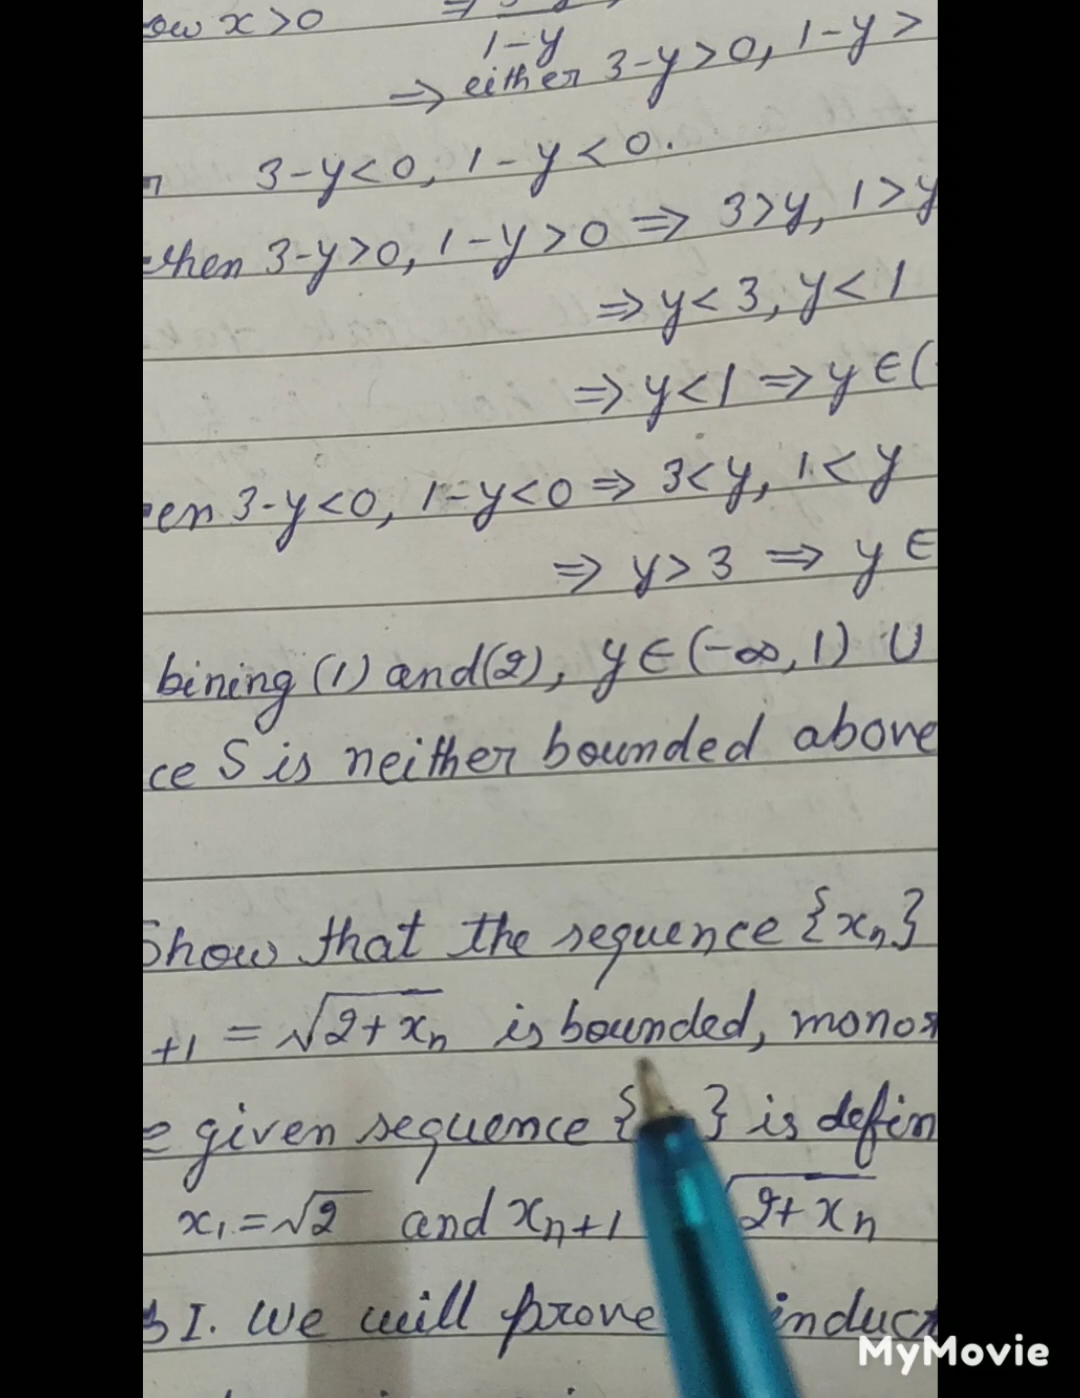 ow x>0 ⇒
1-y
⇒ either 3-y>0, 1-y>
3-y<0, 1-y<0.
when 3-y>0, 1-y>0 ⇒ 3>y, 1>y
⇒ y<3, y<1
⇒ y<1 ⇒ y∈(-
en 3-y<0, 1-y<0 ⇒ 3<y, 1<y
⇒ y>3 ⇒ y∈
bining (1) and (2), y∈(-∞, 1) ∪
ce S is neither bounded above
Show that the sequence {xₙ}
+1 = √2+xₙ is bounded, mono
e given sequence { } is defin
x₁ = √2 and xₙ₊₁ √2+xₙ
I. We will prove induc
MyMovie